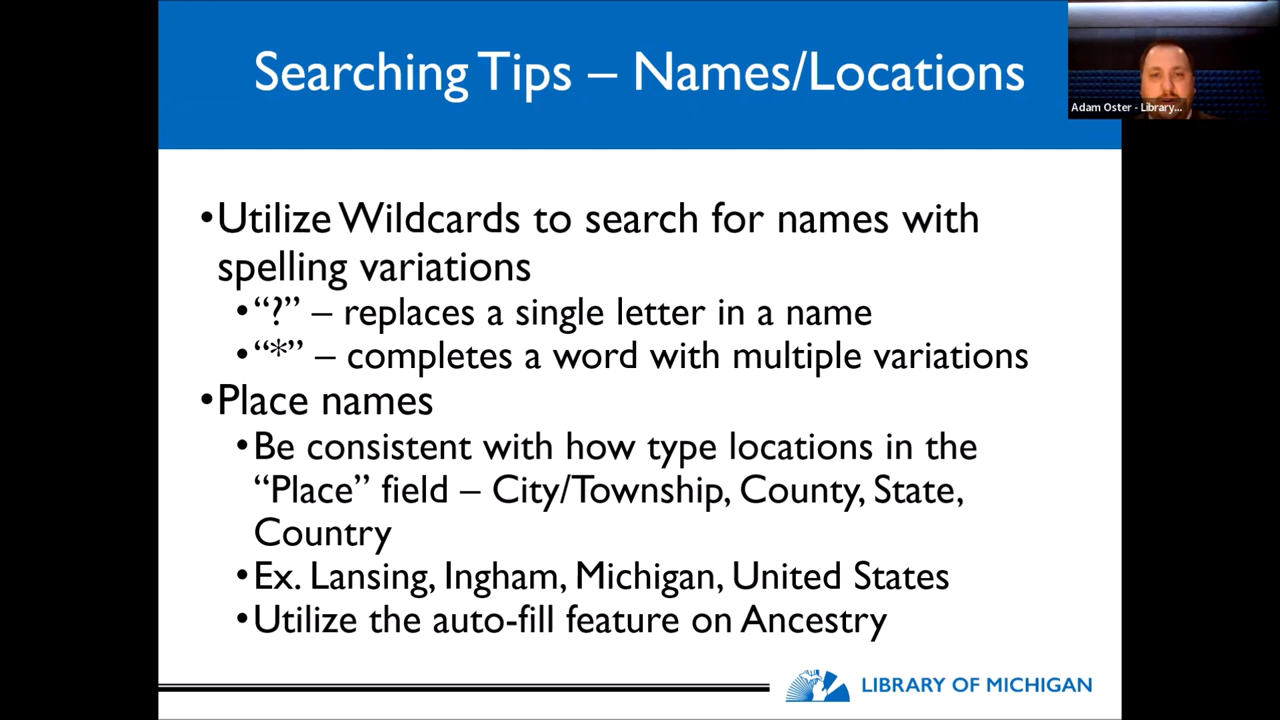 Searching Tips – Names/Locations
Adam Oster - Library...
•Utilize Wildcards to search for names with
spelling variations
•“?” – replaces a single letter in a name
•“*” – completes a word with multiple variations
•Place names
•Be consistent with how type locations in the
“Place” field – City/Township, County, State,
Country
•Ex. Lansing, Ingham, Michigan, United States
•Utilize the auto-fill feature on Ancestry
LIBRARY OF MICHIGAN